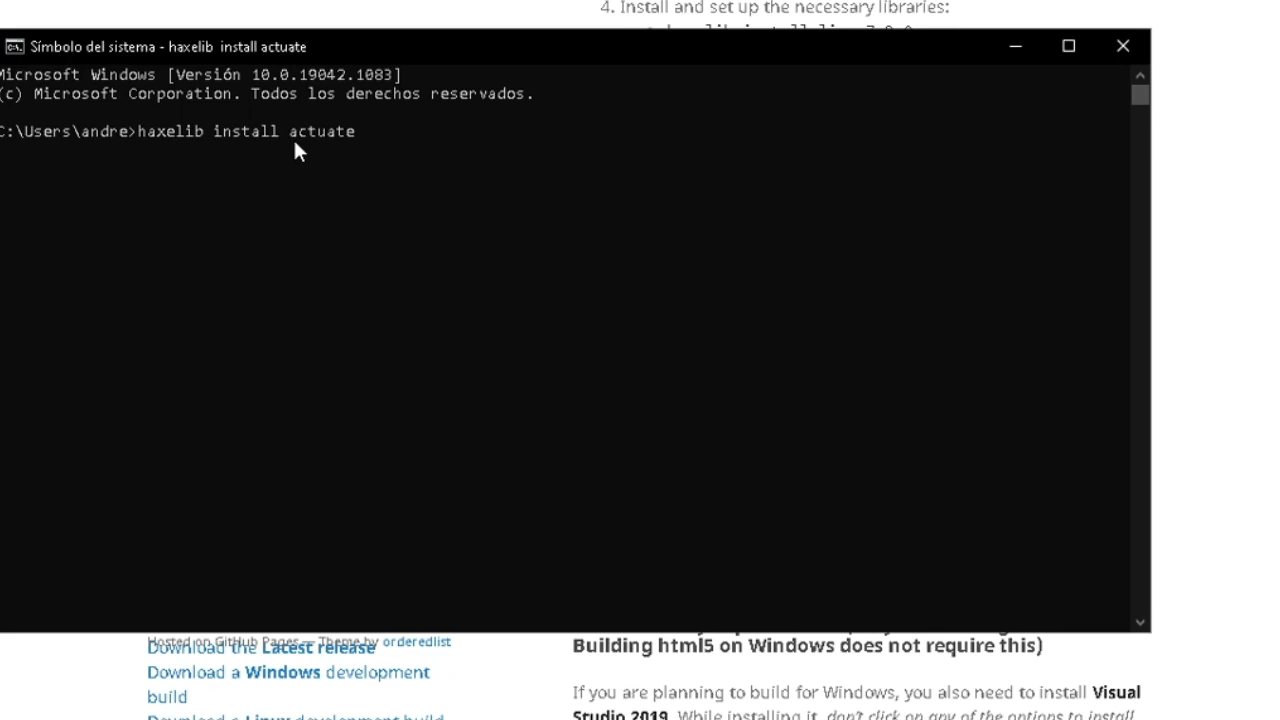 4. Install and set up the necessary libraries:
Símbolo del sistema - haxelib install actuate
Microsoft Windows [Versión 10.0.19042.1083]
(c) Microsoft Corporation. Todos los derechos reservados.
C:\Users\andre>haxelib install actuate
Hosted on GitHub Pages — Theme by orderedlist
Download the Latest release
Download a Windows development
build
Download a Linux development build
Building html5 on Windows does not require this)
If you are planning to build for Windows, you also need to install Visual
Studio 2019. While installing it, don't click on any of the options to install